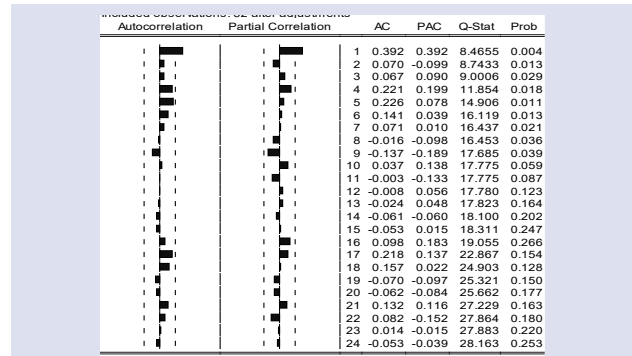 Included observations: 52 after adjustments
Autocorrelation Partial Correlation AC PAC Q-Stat Prob
1 0.392 0.392 8.4655 0.004
2 0.070 -0.099 8.7433 0.013
3 0.067 0.090 9.0006 0.029
4 0.221 0.199 11.854 0.018
5 0.226 0.078 14.906 0.011
6 0.141 0.039 16.119 0.013
7 0.071 0.010 16.437 0.021
8 -0.016 -0.098 16.453 0.036
9 -0.137 -0.189 17.685 0.039
10 0.037 0.138 17.775 0.059
11 -0.003 -0.133 17.775 0.087
12 -0.008 0.056 17.780 0.123
13 -0.024 0.048 17.823 0.164
14 -0.061 -0.060 18.100 0.202
15 -0.053 0.015 18.311 0.247
16 0.098 0.183 19.055 0.266
17 0.218 0.137 22.867 0.154
18 0.157 0.022 24.903 0.128
19 -0.070 -0.097 25.321 0.150
20 -0.062 -0.084 25.662 0.177
21 0.132 0.116 27.229 0.163
22 0.082 -0.152 27.864 0.180
23 0.014 -0.015 27.883 0.220
24 -0.053 -0.039 28.163 0.253